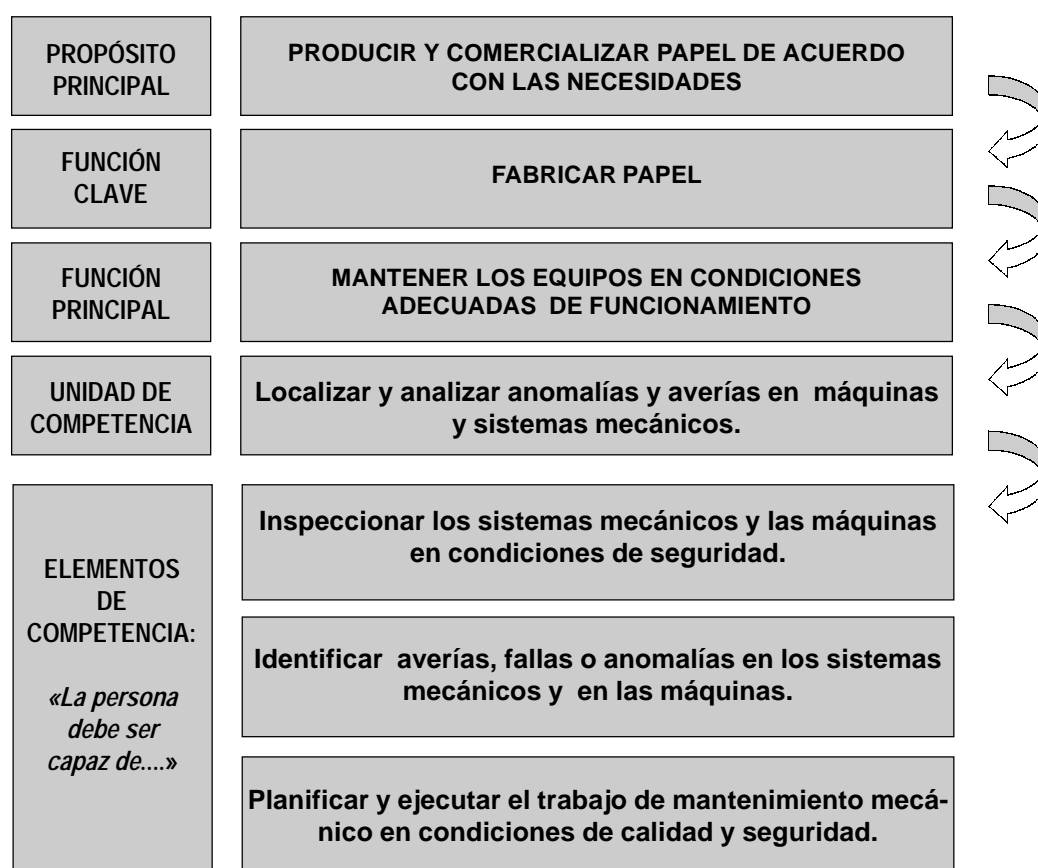 PROPÓSITO
PRINCIPAL
PRODUCIR Y COMERCIALIZAR PAPEL DE ACUERDO
CON LAS NECESIDADES
FUNCIÓN
CLAVE
FABRICAR PAPEL
FUNCIÓN
PRINCIPAL
MANTENER LOS EQUIPOS EN CONDICIONES
ADECUADAS DE FUNCIONAMIENTO
UNIDAD DE
COMPETENCIA
Localizar y analizar anomalías y averías en máquinas
y sistemas mecánicos.
ELEMENTOS
DE
COMPETENCIA:
«La persona
debe ser
capaz de....»
Inspeccionar los sistemas mecánicos y las máquinas
en condiciones de seguridad.
Identificar averías, fallas o anomalías en los sistemas
mecánicos y en las máquinas.
Planificar y ejecutar el trabajo de mantenimiento mecá-
nico en condiciones de calidad y seguridad.